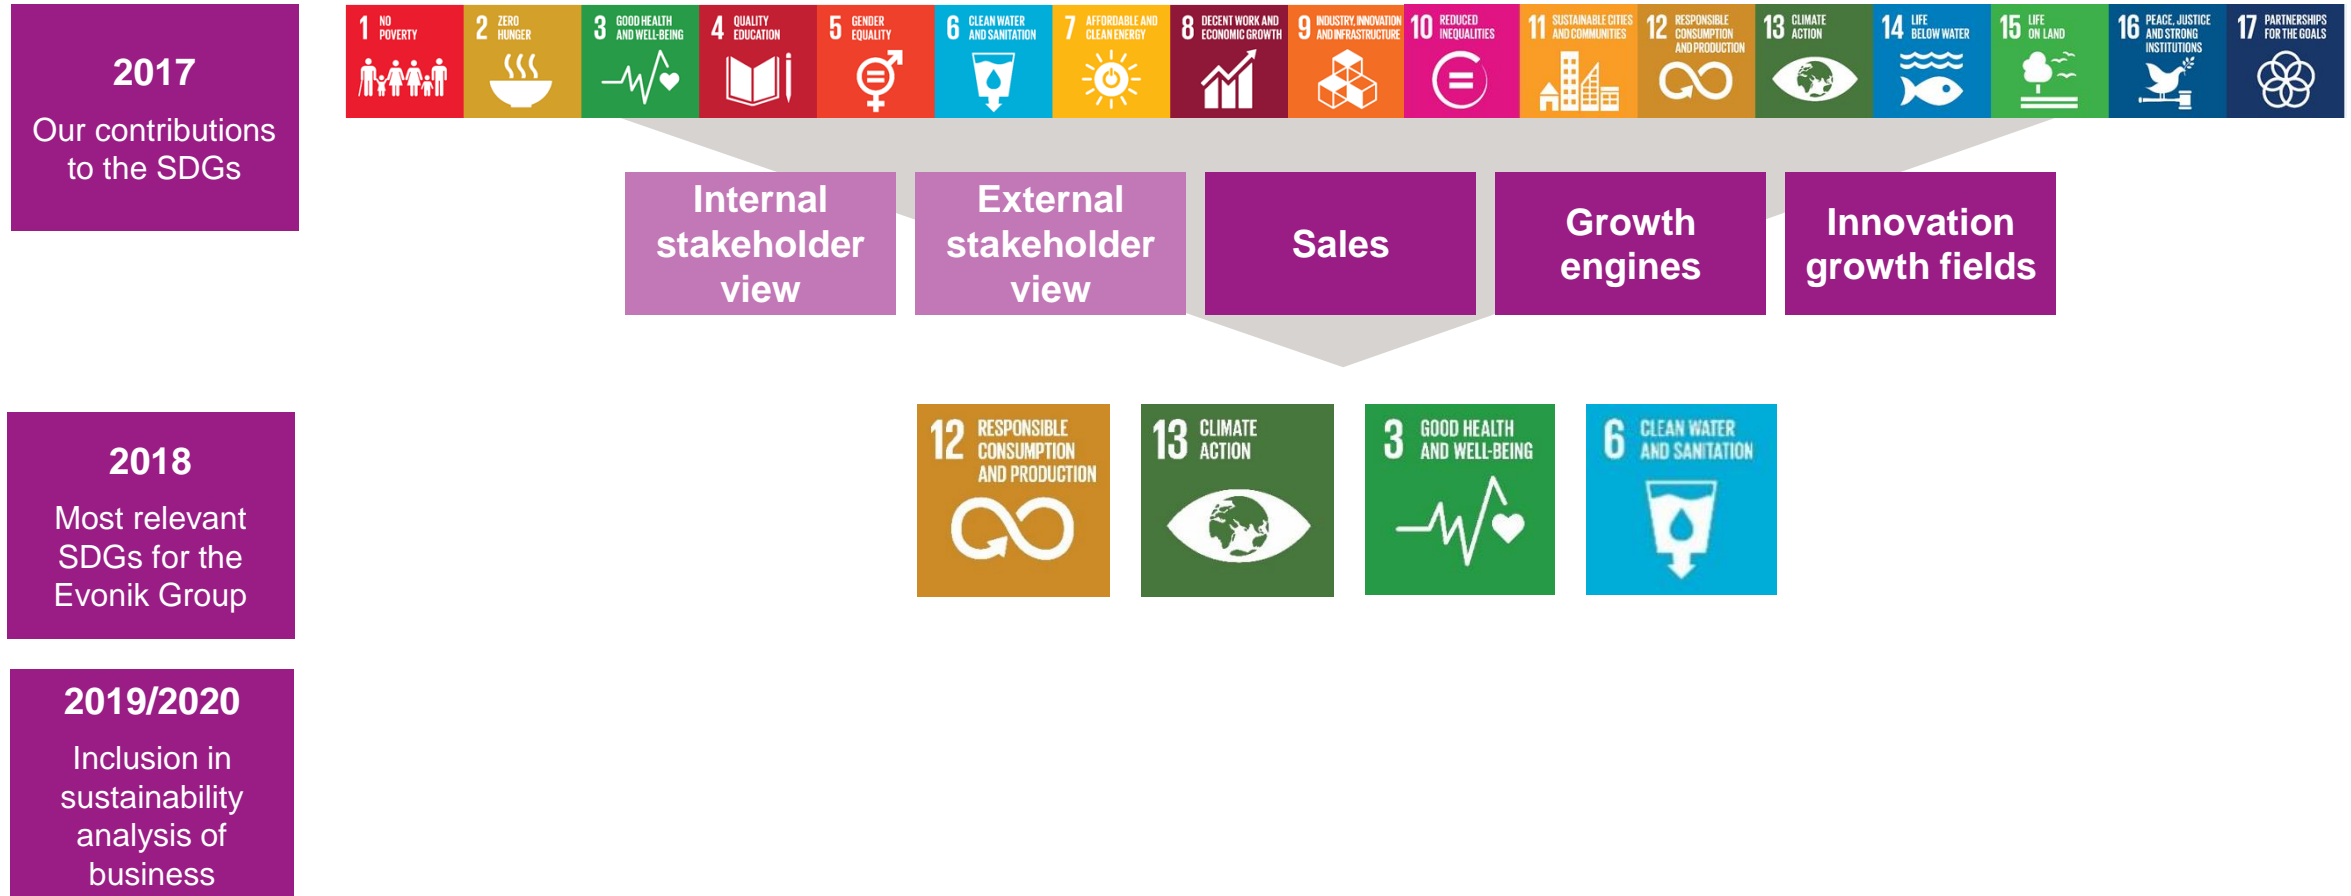 2017
Our contributions
to the SDGs
1 NO
POVERTY
2 ZERO
HUNGER
3 GOOD HEALTH
AND WELL-BEING
4 QUALITY
EDUCATION
5 GENDER
EQUALITY
6 CLEAN WATER
AND SANITATION
7 AFFORDABLE AND
CLEAN ENERGY
8 DECENT WORK AND
ECONOMIC GROWTH
9 INDUSTRY, INNOVATION
AND INFRASTRUCTURE
10 REDUCED
INEQUALITIES
11 SUSTAINABLE CITIES
AND COMMUNITIES
12 RESPONSIBLE
CONSUMPTION
AND PRODUCTION
13 CLIMATE
ACTION
14 LIFE
BELOW WATER
15 LIFE
ON LAND
16 PEACE, JUSTICE
AND STRONG
INSTITUTIONS
17 PARTNERSHIPS
FOR THE GOALS
Internal
stakeholder
view
External
stakeholder
view
Sales
Growth
engines
Innovation
growth fields
2018
Most relevant
SDGs for the
Evonik Group
12 RESPONSIBLE
CONSUMPTION
AND PRODUCTION
13 CLIMATE
ACTION
3 GOOD HEALTH
AND WELL-BEING
6 CLEAN WATER
AND SANITATION
2019/2020
Inclusion in
sustainability
analysis of
business